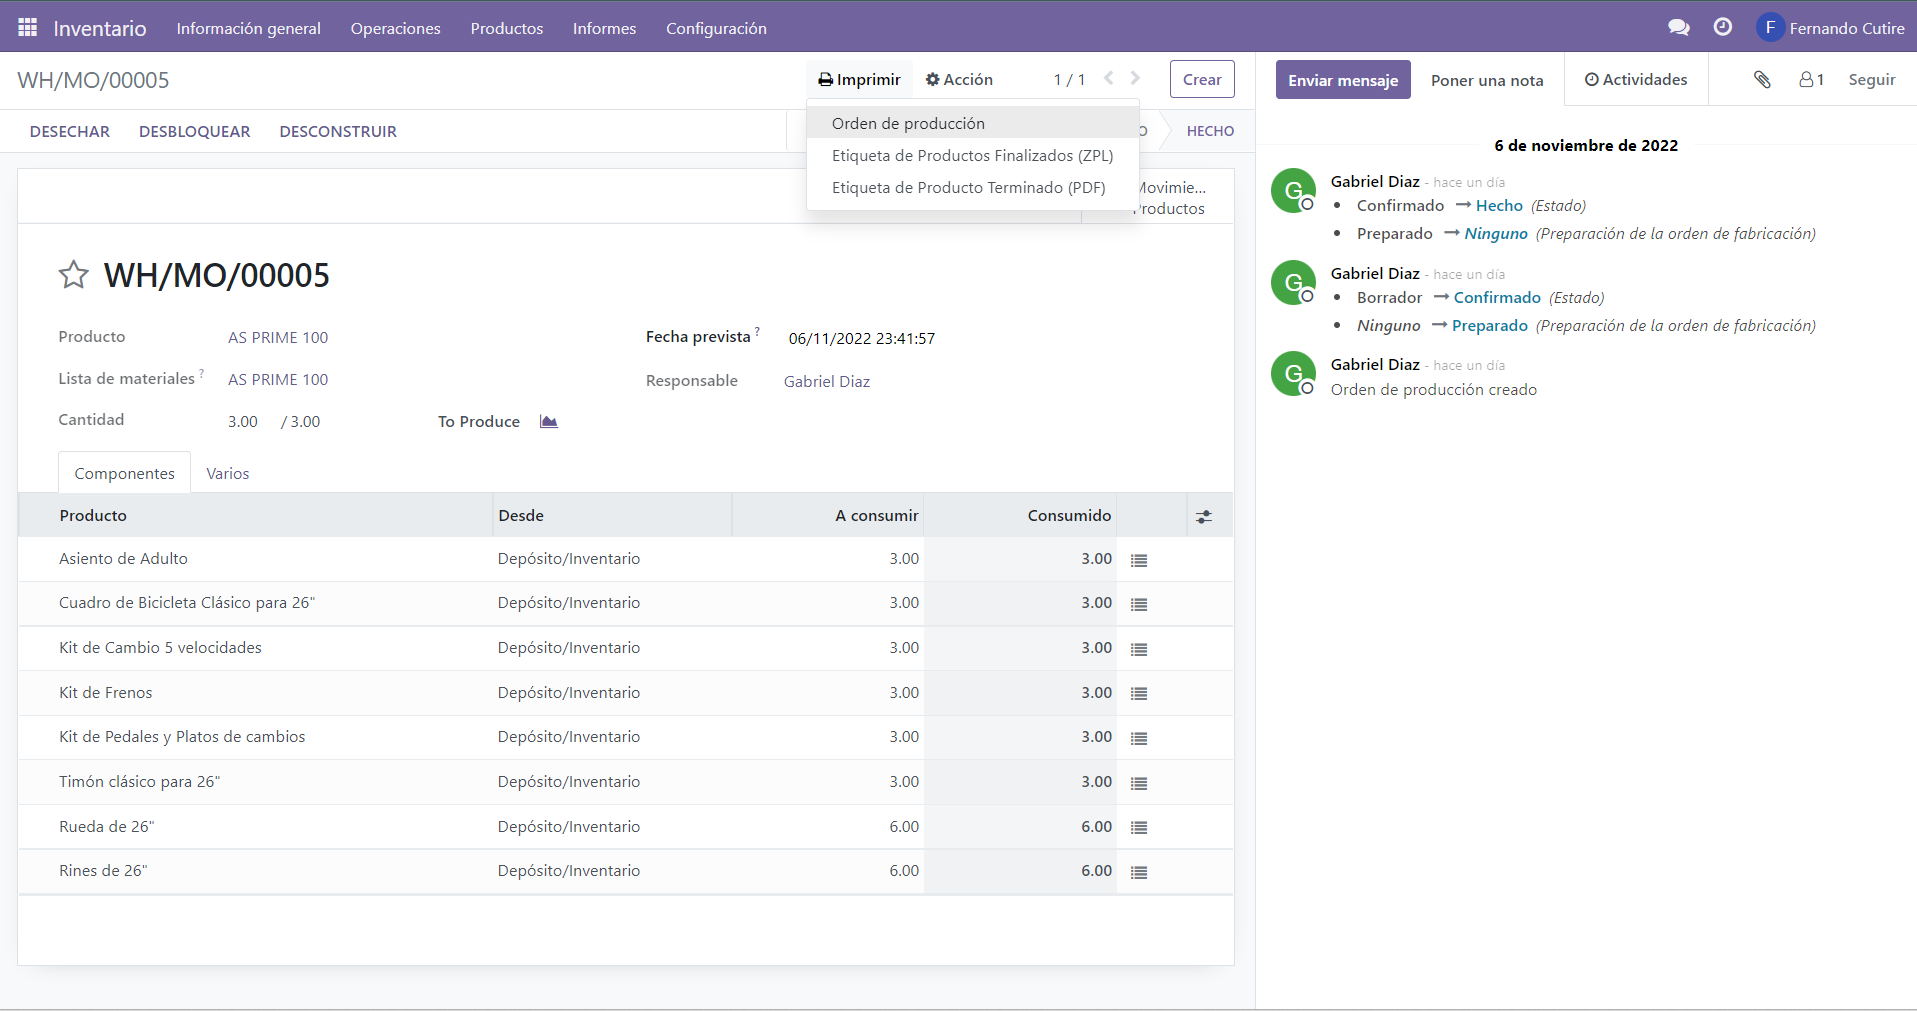 Inventario Información general Operaciones Productos Informes Configuración F Fernando Cutire
WH/MO/00005 Imprimir Acción 1 / 1 Crear
DESECHAR DESBLOQUEAR DESCONSTRUIR HECHO
Orden de producción
Etiqueta de Productos Finalizados (ZPL)
Etiqueta de Producto Terminado (PDF)
WH/MO/00005
Producto AS PRIME 100
Lista de materiales ? AS PRIME 100
Cantidad 3.00 / 3.00 To Produce
Fecha prevista ? 06/11/2022 23:41:57
Responsable Gabriel Diaz
Componentes Varios
Producto Desde A consumir Consumido
Asiento de Adulto Depósito/Inventario 3.00 3.00
Cuadro de Bicicleta Clásico para 26" Depósito/Inventario 3.00 3.00
Kit de Cambio 5 velocidades Depósito/Inventario 3.00 3.00
Kit de Frenos Depósito/Inventario 3.00 3.00
Kit de Pedales y Platos de cambios Depósito/Inventario 3.00 3.00
Timón clásico para 26" Depósito/Inventario 3.00 3.00
Rueda de 26" Depósito/Inventario 6.00 6.00
Rines de 26" Depósito/Inventario 6.00 6.00
Enviar mensaje Poner una nota Actividades 1 Seguir
6 de noviembre de 2022
G Gabriel Diaz - hace un día
• Confirmado → Hecho (Estado)
• Preparado → Ninguno (Preparación de la orden de fabricación)
G Gabriel Diaz - hace un día
• Borrador → Confirmado (Estado)
• Ninguno → Preparado (Preparación de la orden de fabricación)
G Gabriel Diaz - hace un día
Orden de producción creado